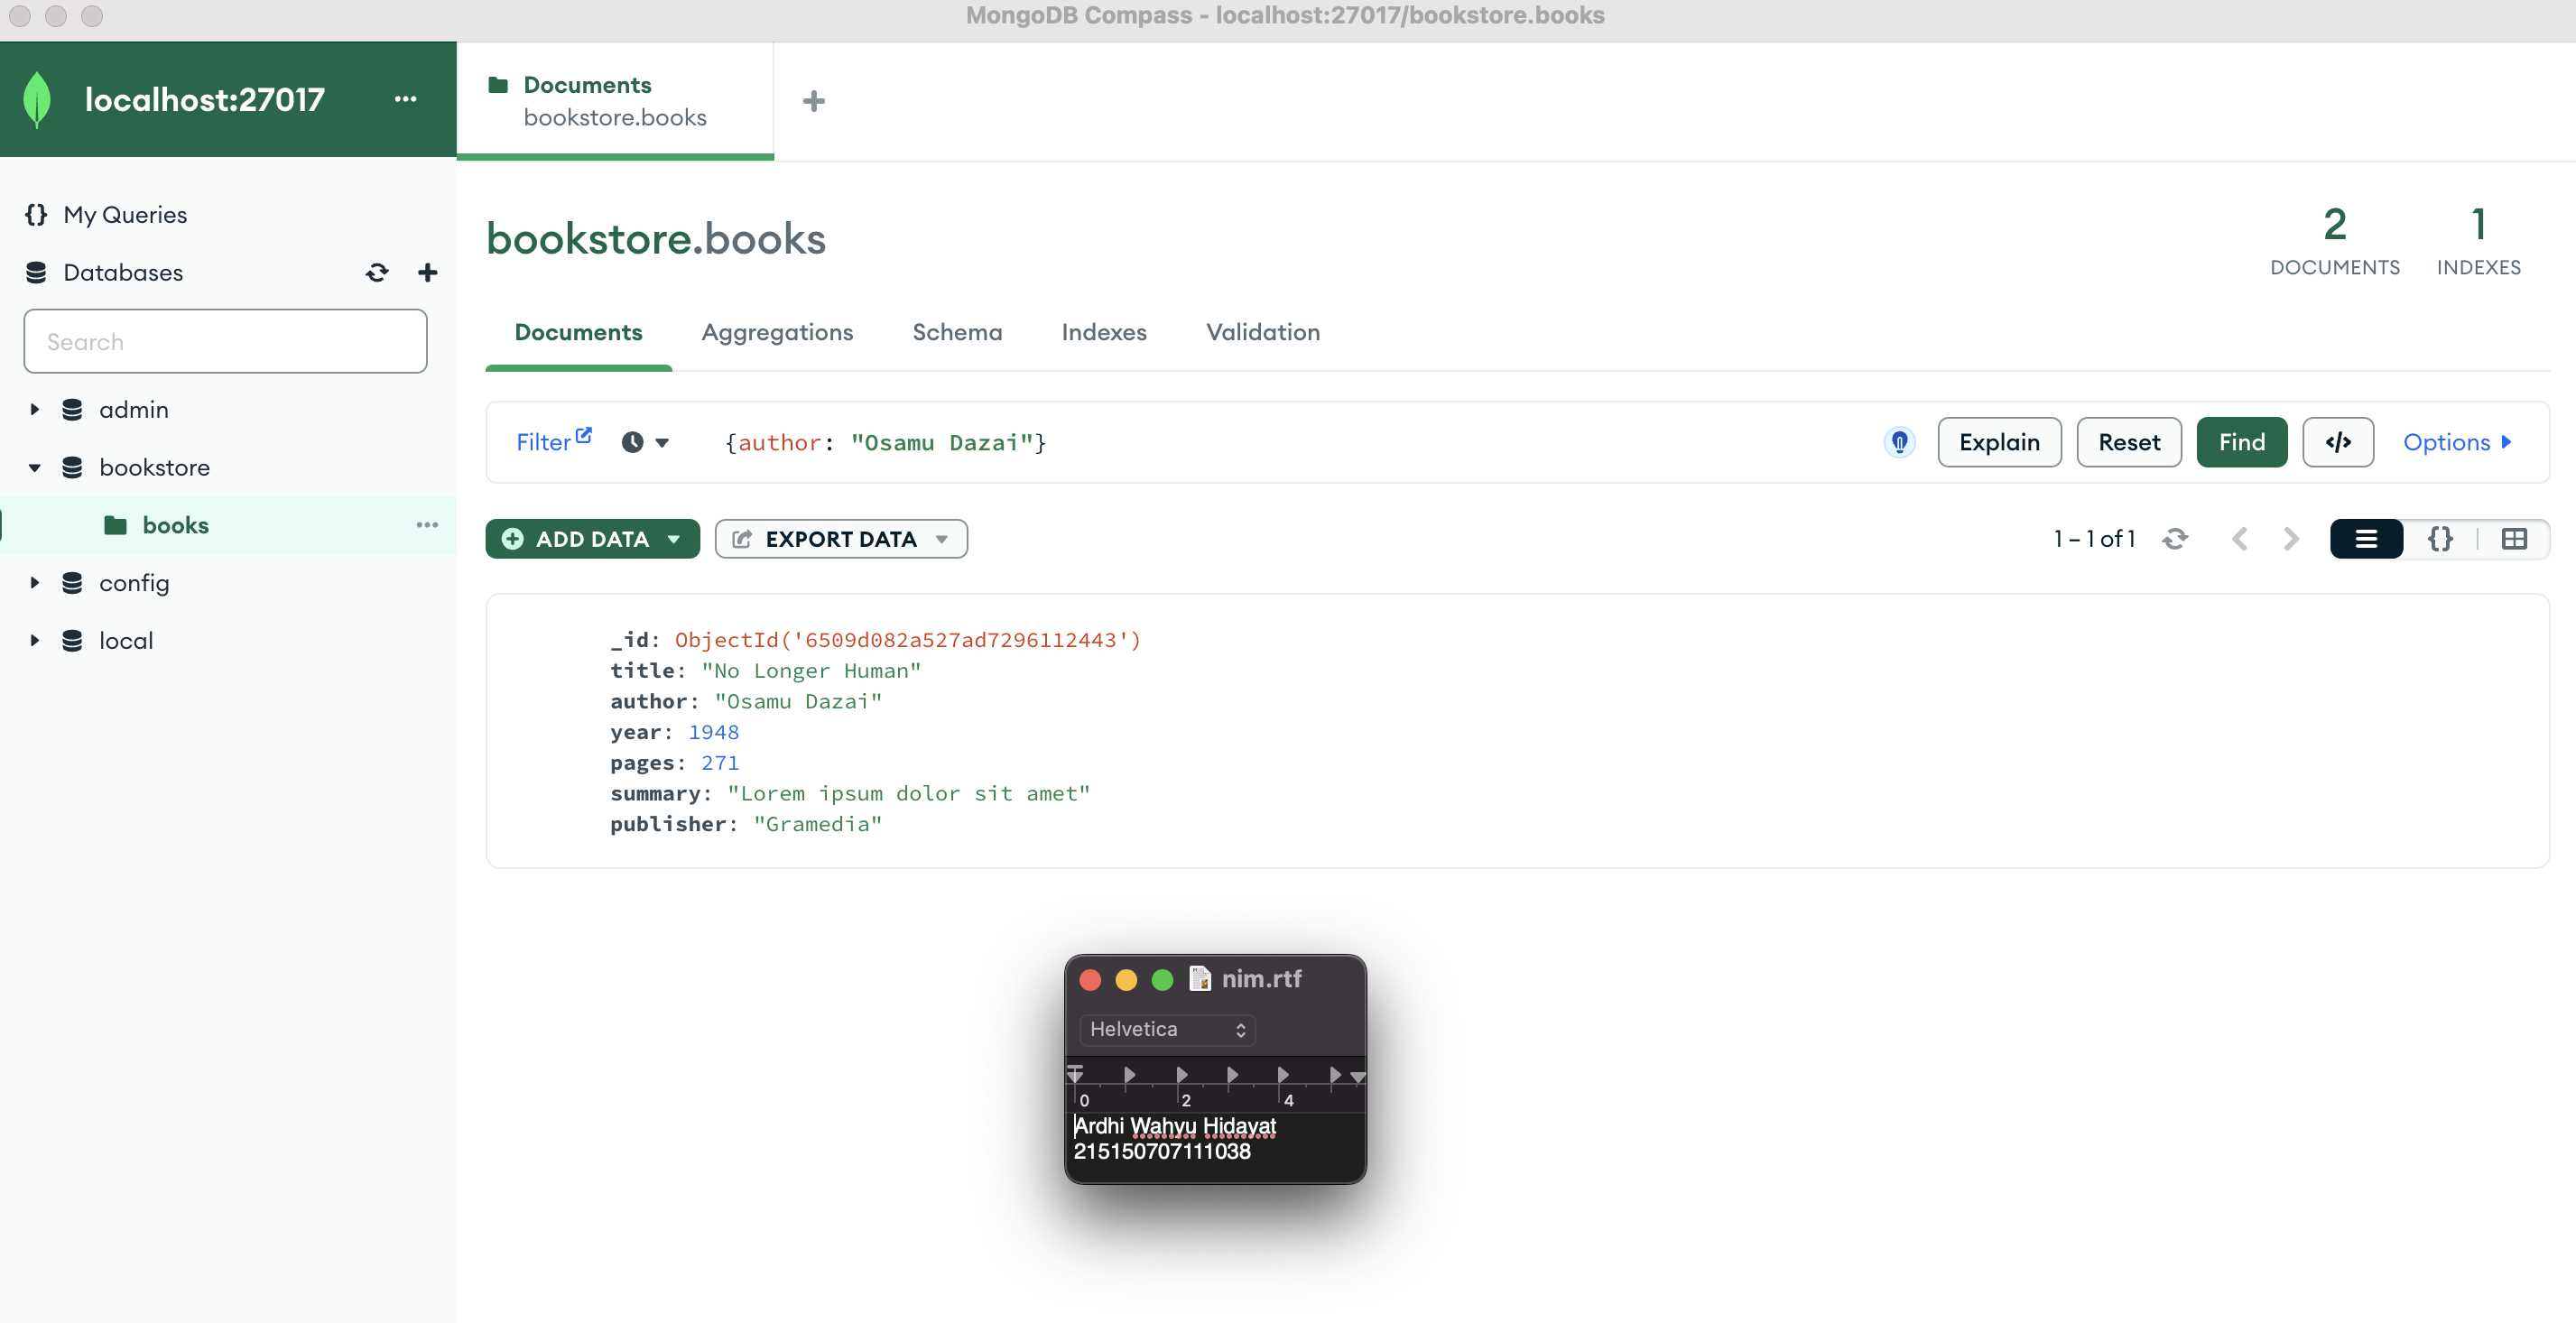 MongoDB Compass - localhost:27017/bookstore.books
localhost:27017
Documents
bookstore.books
My Queries
Databases
Search
admin
bookstore
books
config
local
bookstore.books
2
DOCUMENTS
1
INDEXES
Documents Aggregations Schema Indexes Validation
Filter {author: "Osamu Dazai"} Explain Reset Find </> Options
ADD DATA EXPORT DATA 1 – 1 of 1 {}
_id: ObjectId('6509d082a527ad7296112443')
title: "No Longer Human"
author: "Osamu Dazai"
year: 1948
pages: 271
summary: "Lorem ipsum dolor sit amet"
publisher: "Gramedia"
nim.rtf
Helvetica
0 2 4
Ardhi Wahyu Hidayat
215150707111038